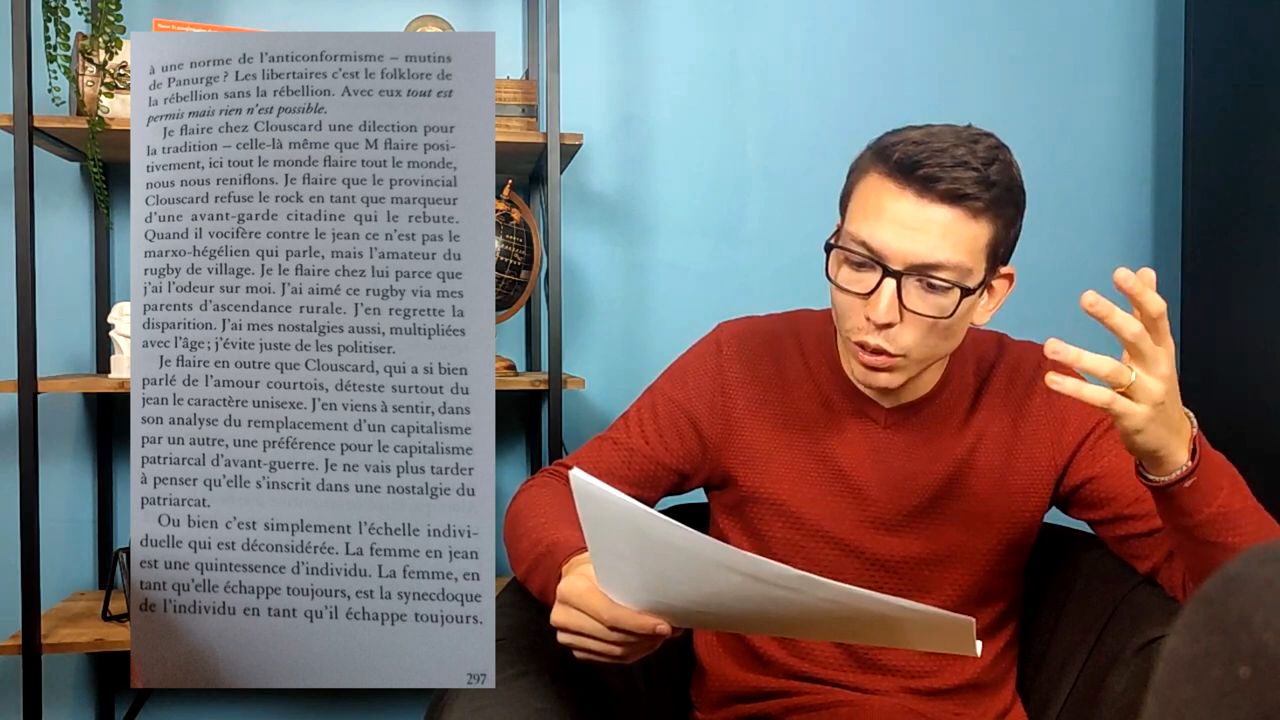 à une norme de l'anticonformisme – mutins
de Panurge ? Les libertaires c'est le folklore de
la rébellion sans la rébellion. Avec eux tout est
permis mais rien n'est possible.
Je flaire chez Clouscard une dilection pour
la tradition – celle-là même que M flaire posi-
tivement, ici tout le monde flaire tout le monde,
nous nous reniflons. Je flaire que le provincial
Clouscard refuse le rock en tant que marqueur
d'une avant-garde citadine qui le rebute.
Quand il vocifère contre le jean ce n'est pas le
marxo-hégélien qui parle, mais l'amateur du
rugby de village. Je le flaire chez lui parce que
j'ai l'odeur sur moi. J'ai aimé ce rugby via mes
parents d'ascendance rurale. J'en regrette la
disparition. J'ai mes nostalgies aussi, multipliées
avec l'âge ; j'évite juste de les politiser.
Je flaire en outre que Clouscard, qui a si bien
parlé de l'amour courtois, déteste surtout du
jean le caractère unisexe. J'en viens à sentir, dans
son analyse du remplacement d'un capitalisme
par un autre, une préférence pour le capitalisme
patriarcal d'avant-guerre. Je ne vais plus tarder
à penser qu'elle s'inscrit dans une nostalgie du
patriarcat.
Ou bien c'est simplement l'échelle indivi-
duelle qui est déconsidérée. La femme en jean
est une quintessence d'individu. La femme, en
tant qu'elle échappe toujours, est la synecdoque
de l'individu en tant qu'il échappe toujours.
297